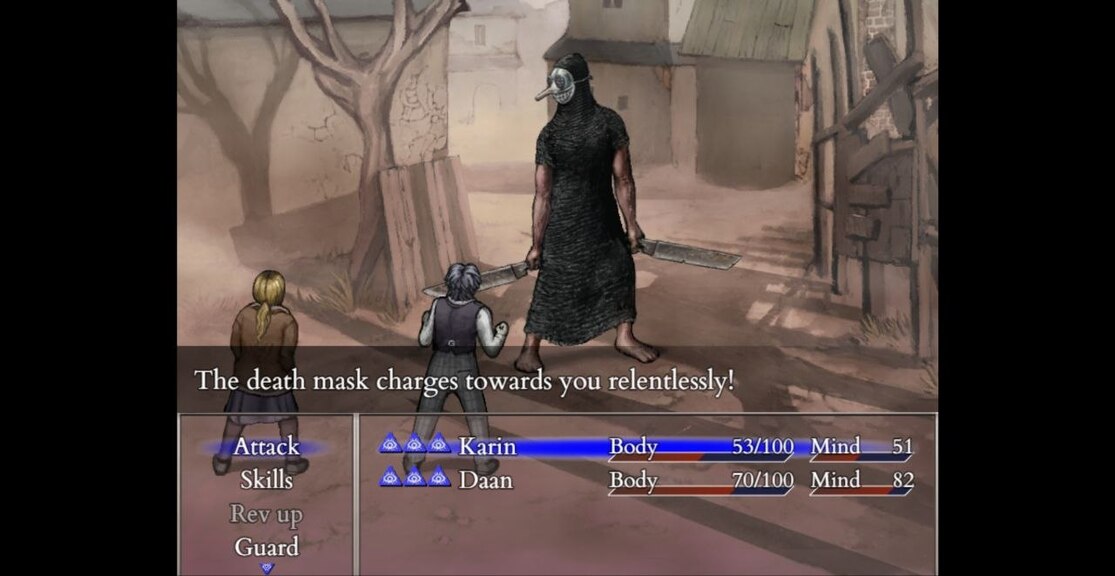 The death mask charges towards you relentlessly!
Attack
Skills
Rev up
Guard
Karin Body 53/100 Mind 51
Daan Body 70/100 Mind 82